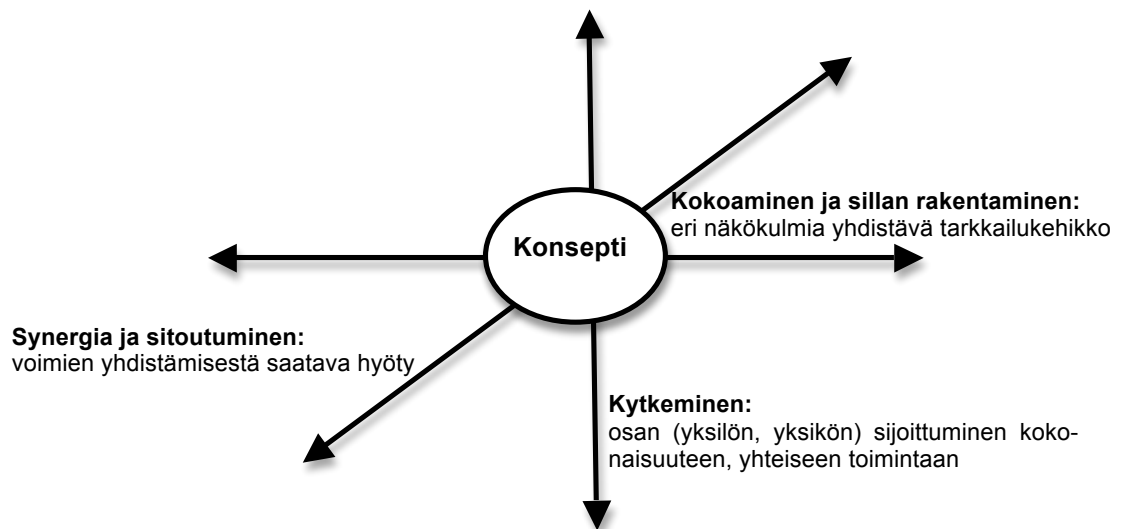 Kokoaminen ja sillan rakentaminen:
eri näkökulmia yhdistävä tarkkailukehikko
Konsepti
Synergia ja sitoutuminen:
voimien yhdistämisestä saatava hyöty
Kytkeminen:
osan (yksilön, yksikön) sijoittuminen koko-
naisuuteen, yhteiseen toimintaan